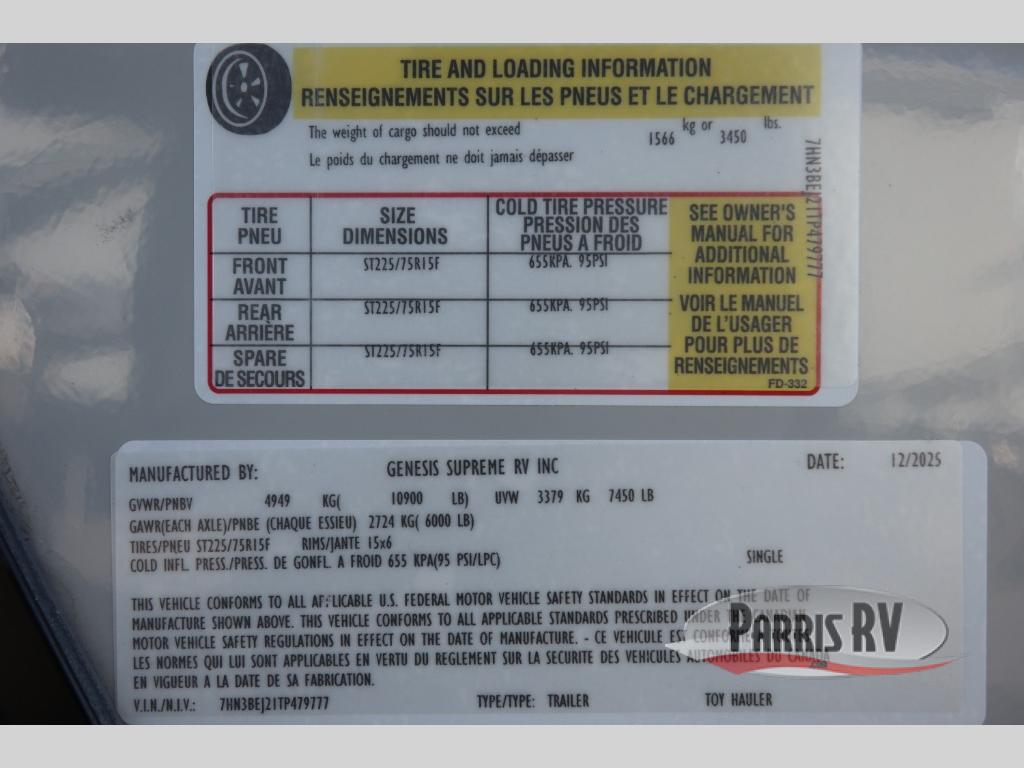 TIRE AND LOADING INFORMATION
RENSEIGNEMENTS SUR LES PNEUS ET LE CHARGEMENT
The weight of cargo should not exceed 1566 kg or 3450 lbs.
Le poids du chargement ne doit jamais dépasser
7HN3BEJ21TP479777
TIRE PNEU
SIZE DIMENSIONS
COLD TIRE PRESSURE
PRESSION DES
PNEUS A FROID
FRONT AVANT
ST225/75R15F
655KPA. 95PSI
REAR ARRIÈRE
ST225/75R15F
655KPA. 95PSI
SPARE DE SECOURS
ST225/75R15F
655KPA. 95PSI
SEE OWNER'S
MANUAL FOR
ADDITIONAL
INFORMATION
VOIR LE MANUEL
DE L'USAGER
POUR PLUS DE
RENSEIGNEMENTS
FD-332
MANUFACTURED BY: GENESIS SUPREME RV INC DATE: 12/2025
GVWR/PNBV 4949 KG( 10900 LB) UVW 3379 KG 7450 LB
GAWR(EACH AXLE)/PNBE (CHAQUE ESSIEU) 2724 KG( 6000 LB)
TIRES/PNEU ST225/75R15F RIMS/JANTE 15x6
COLD INFL. PRESS./PRESS. DE GONFL. A FROID 655 KPA(95 PSI/LPC) SINGLE
THIS VEHICLE CONFORMS TO ALL APPLICABLE U.S. FEDERAL MOTOR VEHICLE SAFETY STANDARDS IN EFFECT ON THE DATE OF
MANUFACTURE SHOWN ABOVE. THIS VEHICLE CONFORMS TO ALL APPLICABLE STANDARDS PRESCRIBED UNDER THE CANADIAN
MOTOR VEHICLE SAFETY REGULATIONS IN EFFECT ON THE DATE OF MANUFACTURE. - CE VEHICULE EST CONFORME
LES NORMES QUI LUI SONT APPLICABLES EN VERTU DU REGLEMENT SUR LA SECURITE DES VEHICULES AUTOMOBILES DU CANADA
EN VIGUEUR A LA DATE DE SA FABRICATION.
V.I.N./N.I.V.: 7HN3BEJ21TP479777 TYPE/TYPE: TRAILER TOY HAULER
PARRIS RV
.com